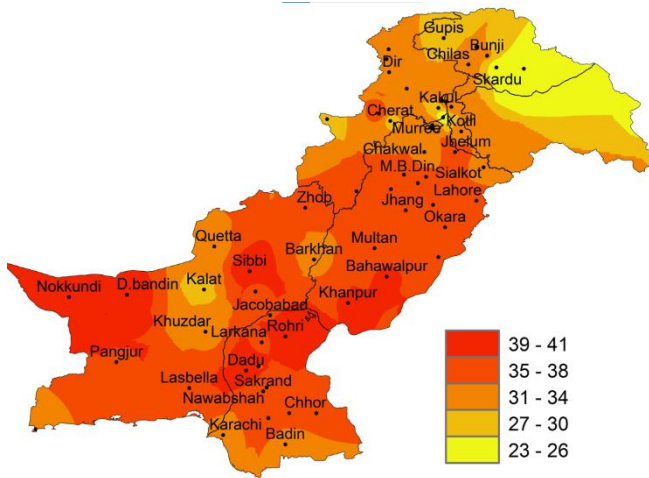 Gupis
Bunji
Chilas
Dir
Skardu
Kakul
Cherat
Kotli
Murree
Jhelum
Chakwal
M.B.Din
Sialkot
Zhob
Jhang
Lahore
Okara
Quetta
Multan
Barkhan
Sibbi
Bahawalpur
Kalat
Nokkundi
D.bandin
Khanpur
Jacobabad
Khuzdar
Rohri
Larkana
Pangjur
Dadu
Lasbella
Sakrand
Nawabshah
Chhor
Karachi
Badin
39 - 41
35 - 38
31 - 34
27 - 30
23 - 26